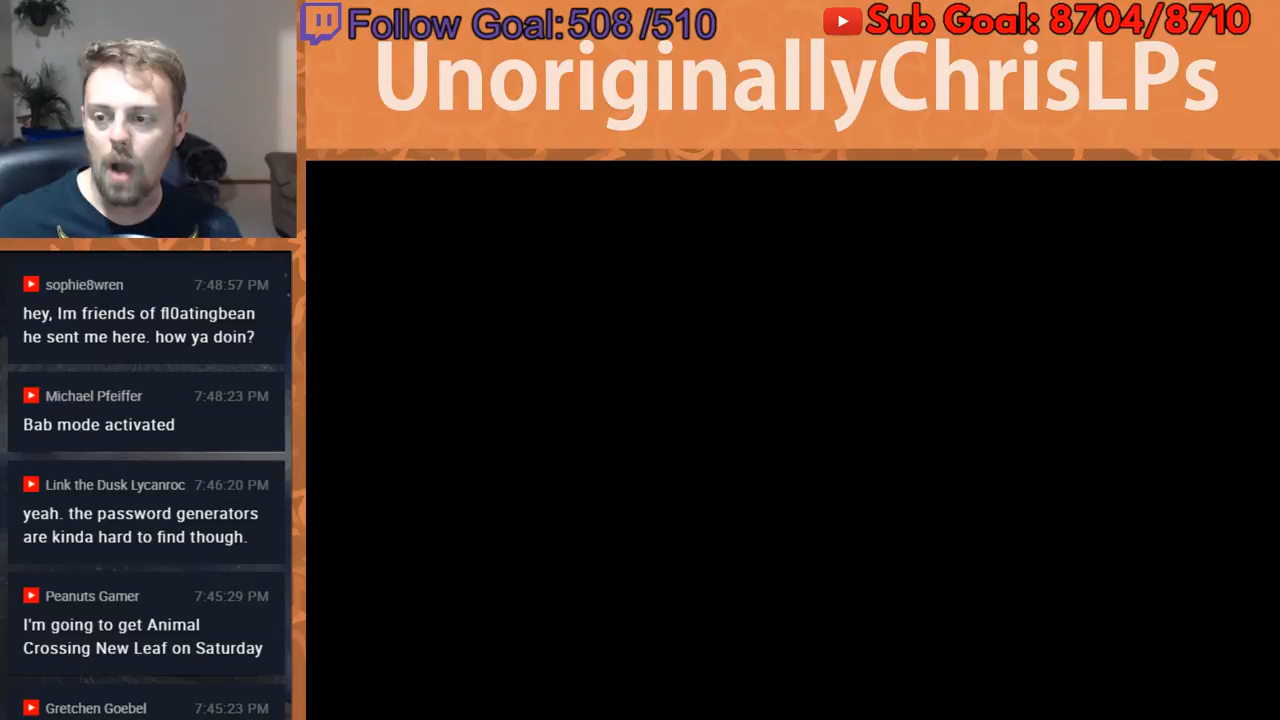 Follow Goal: 508 /510
Sub Goal: 8704/8710
UnoriginallyChrisLPs
sophie8wren 7:48:57 PM
hey, Im friends of fl0atingbean
he sent me here. how ya doin?
Michael Pfeiffer 7:48:23 PM
Bab mode activated
Link the Dusk Lycanroc 7:46:20 PM
yeah. the password generators
are kinda hard to find though.
Peanuts Gamer 7:45:29 PM
I'm going to get Animal
Crossing New Leaf on Saturday
Gretchen Goebel 7:45:23 PM